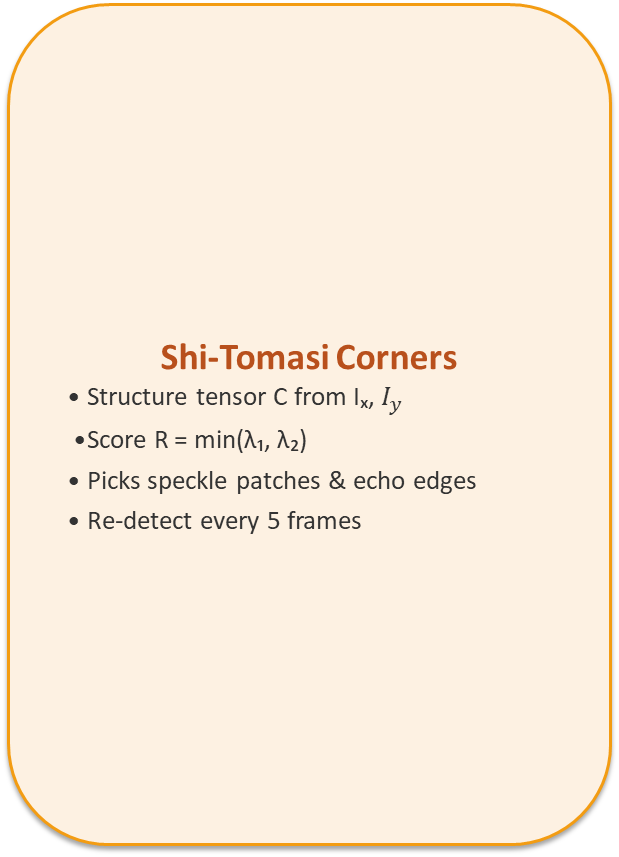 Shi-Tomasi Corners
• Structure tensor C from Iₓ, I_y
•Score R = min(λ₁, λ₂)
• Picks speckle patches & echo edges
• Re-detect every 5 frames